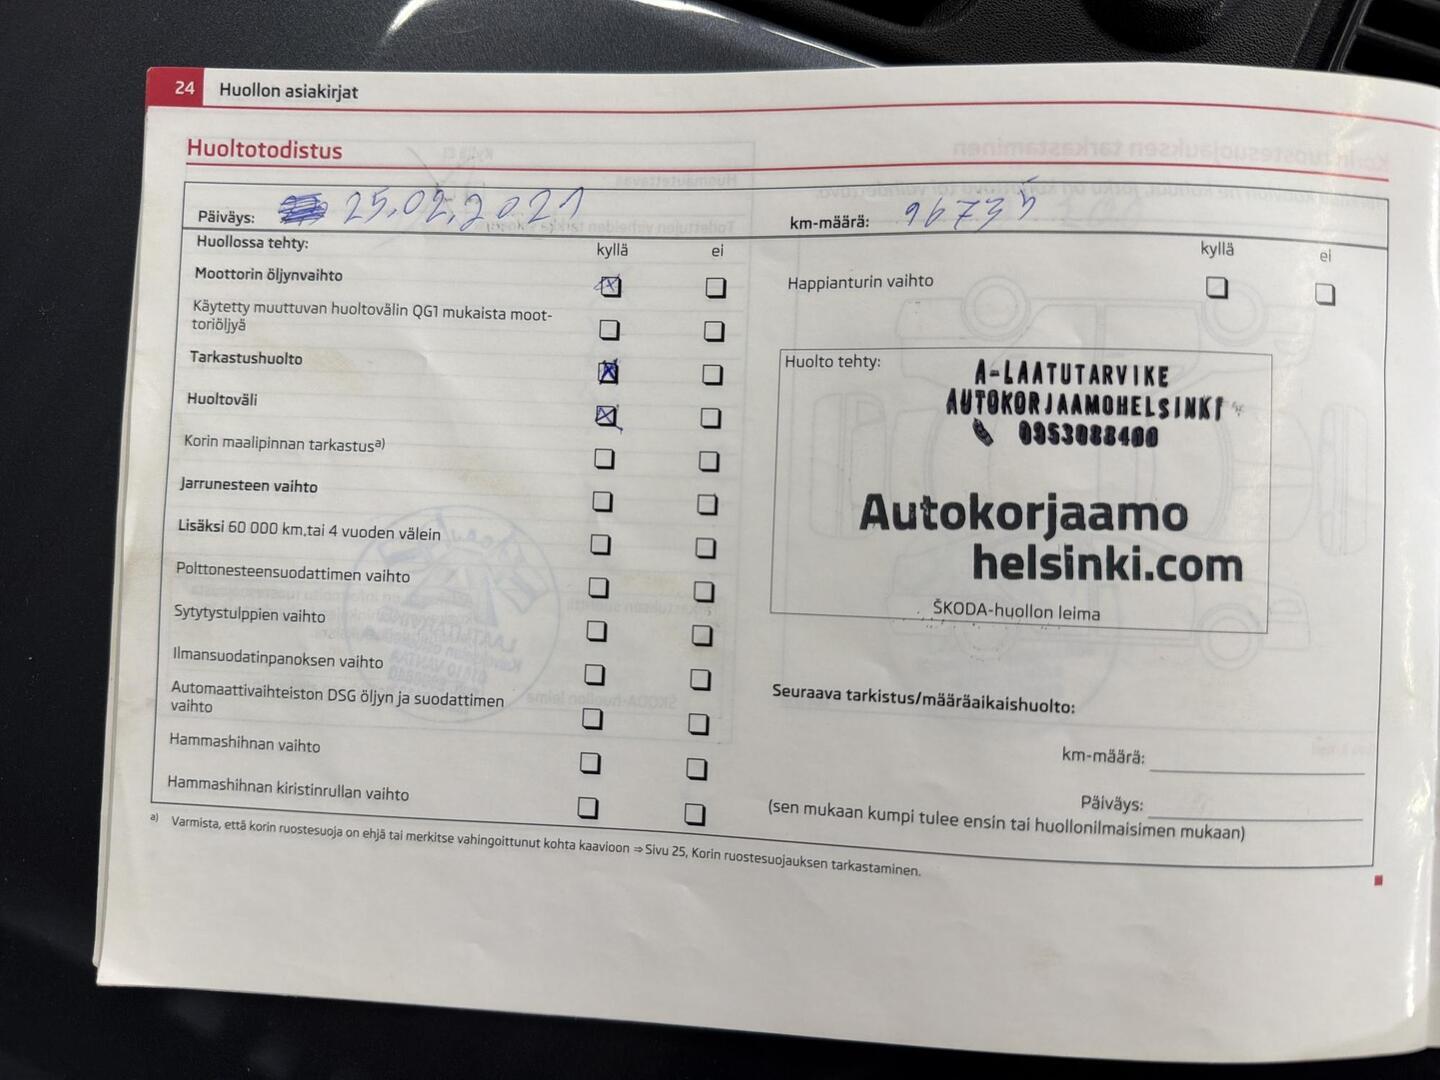 24 Huollon asiakirjat
Huoltotodistus
Päiväys: 25.02.2021
km-määrä: 96735
Huollossa tehty: kyllä ei
Moottorin öljynvaihto
Käytetty muuttuvan huoltovälin QG1 mukaista moot-
toriöljyä
Tarkastushuolto
Huoltoväli
Korin maalipinnan tarkastusa)
Jarrunesteen vaihto
Lisäksi 60 000 km,tai 4 vuoden välein
Polttonesteensuodattimen vaihto
Sytytystulppien vaihto
Ilmansuodatinpanoksen vaihto
Automaattivaihteiston DSG öljyn ja suodattimen
vaihto
Hammashihnan vaihto
Hammashihnan kiristinrullan vaihto
kyllä ei
Happianturin vaihto
Huolto tehty:
A-LAATUTARVIKE
AUTOKORJAAMOHELSINKI
0953088400
Autokorjaamo
helsinki.com
ŠKODA-huollon leima
Seuraava tarkistus/määräaikaishuolto:
km-määrä:
Päiväys:
(sen mukaan kumpi tulee ensin tai huollonilmaisimen mukaan)
a) Varmista, että korin ruostesuoja on ehjä tai merkitse vahingoittunut kohta kaavioon ⇒ Sivu 25, Korin ruostesuojauksen tarkastaminen.